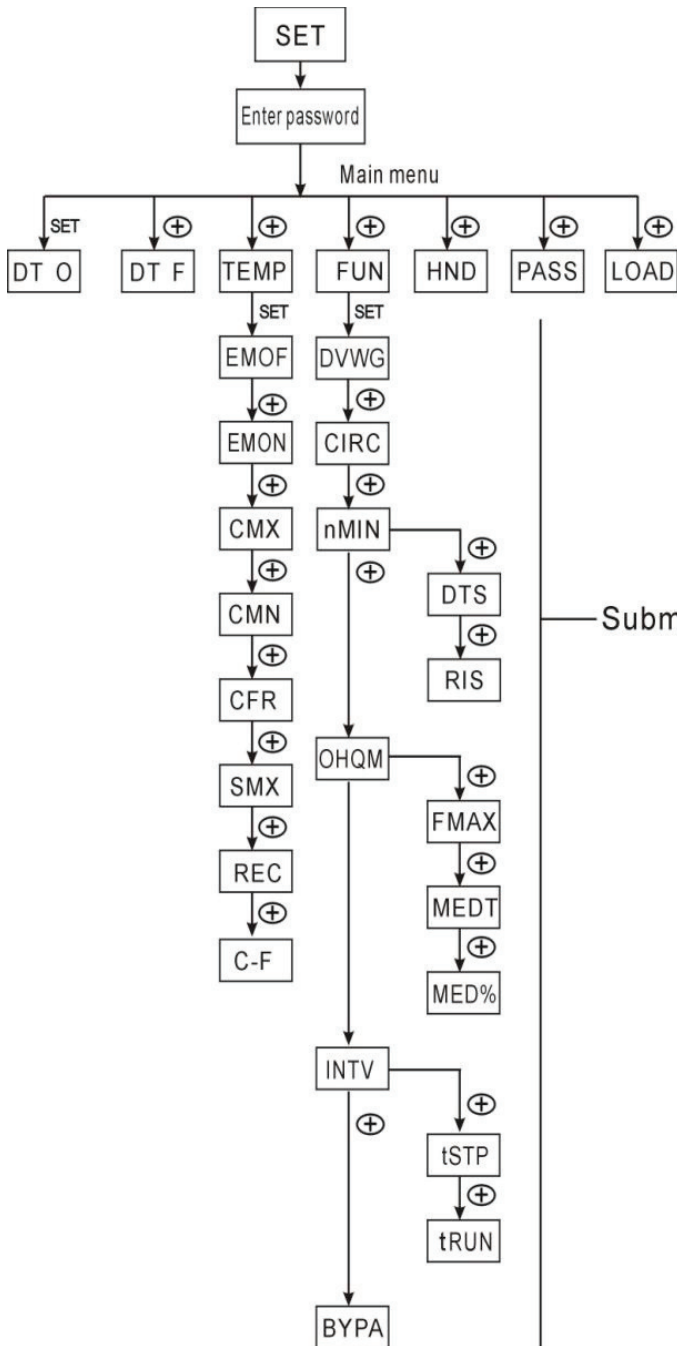 SET
Enter password
Main menu
SET
DT O
DT F
TEMP
FUN
HND
PASS
LOAD
SET
SET
EMOF
DVWG
EMON
CIRC
CMX
nMIN
DTS
CMN
Subm
RIS
CFR
OHQM
SMX
FMAX
REC
MEDT
C-F
MED%
INTV
tSTP
tRUN
BYPA